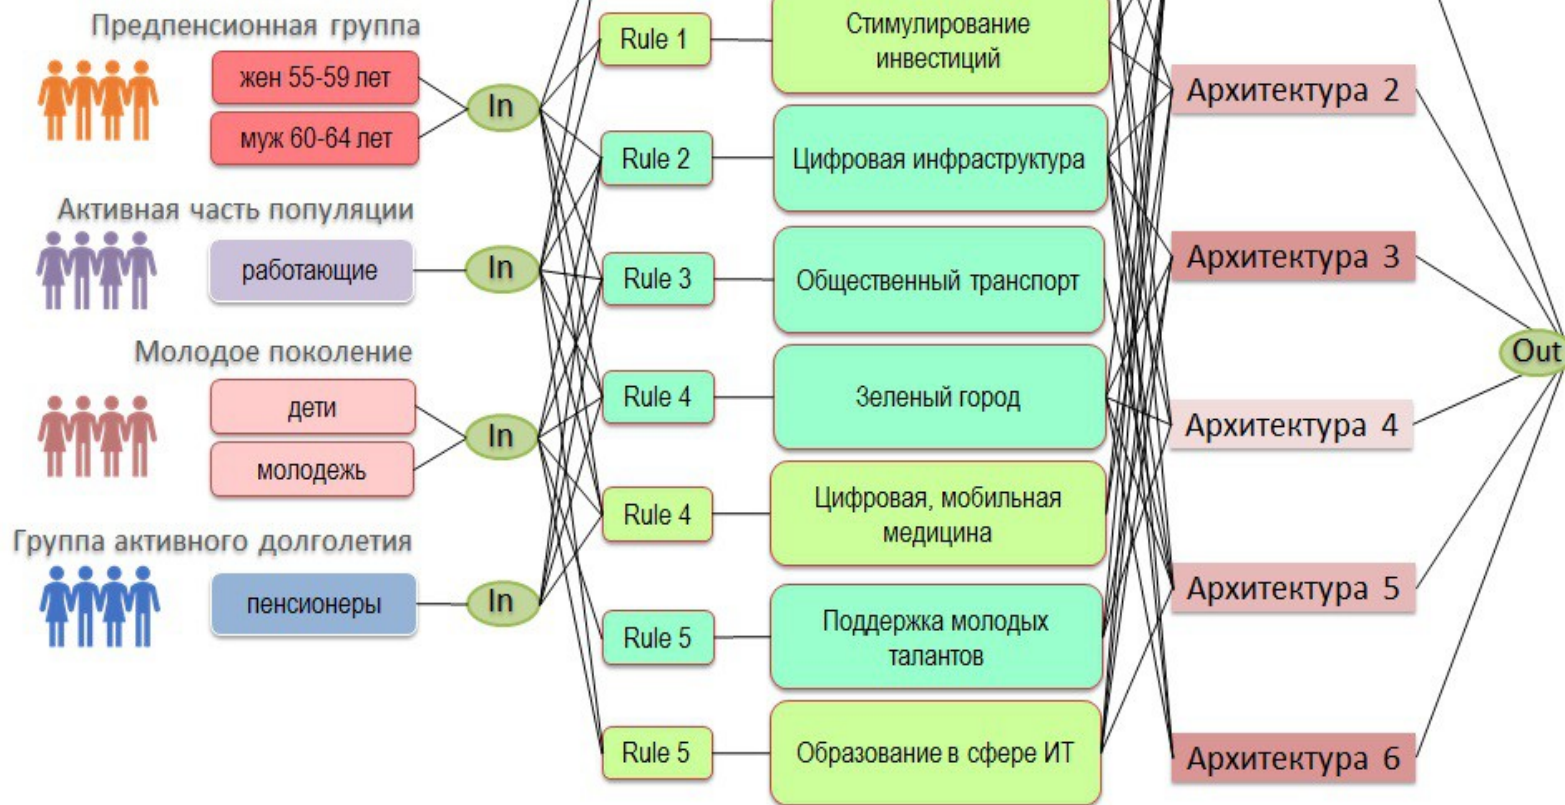 Предпенсионная группа
жен 55-59 лет
муж 60-64 лет
In
Активная часть популяции
работающие
In
Молодое поколение
дети
молодежь
In
Группа активного долголетия
пенсионеры
In
Rule 1
Стимулирование
инвестиций
Rule 2
Цифровая инфраструктура
Rule 3
Общественный транспорт
Rule 4
Зеленый город
Rule 4
Цифровая, мобильная
медицина
Rule 5
Поддержка молодых
талантов
Rule 5
Образование в сфере ИТ
Архитектура 2
Архитектура 3
Архитектура 4
Архитектура 5
Архитектура 6
Out